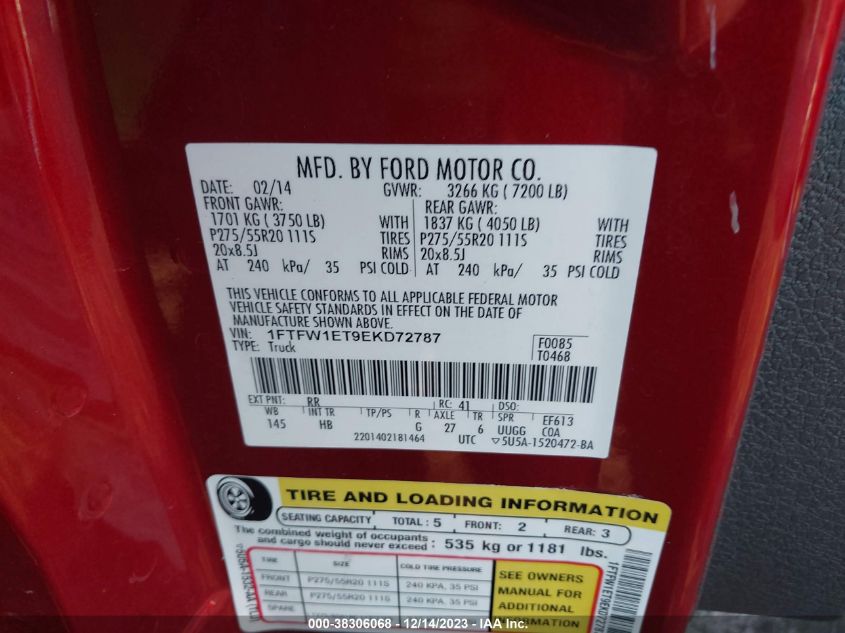 MFD. BY FORD MOTOR CO.
DATE: 02/14 GVWR: 3266 KG ( 7200 LB)
FRONT GAWR: REAR GAWR:
1701 KG ( 3750 LB) WITH 1837 KG ( 4050 LB) WITH
P275/55R20 111S TIRES P275/55R20 111S TIRES
20x8.5J RIMS 20x8.5J RIMS
AT 240 kPa/ 35 PSI COLD AT 240 kPa/ 35 PSI COLD
THIS VEHICLE CONFORMS TO ALL APPLICABLE FEDERAL MOTOR
VEHICLE SAFETY STANDARDS IN EFFECT ON THE DATE OF
MANUFACTURE SHOWN ABOVE.
VIN: 1FTFW1ET9EKD72787 F0085
TYPE: Truck T0468
EXT PNT: RR RC: 41 DSO:
WB INT TR TP/PS R AXLE TR SPR EF613
145 HB G 27 6 UUGG COA
2201402181464 UTC ▽5U5A-1520472-BA
TIRE AND LOADING INFORMATION
SEATING CAPACITY TOTAL : 5 FRONT: 2 REAR: 3
The combined weight of occupants
and cargo should never exceed : 535 kg or 1181 lbs.
TIRE SIZE COLD TIRE PRESSURE
FRONT P275/55R20 111S 240 KPA, 35 PSI
REAR P275/55R20 111S 240 KPA, 35 PSI
SPARE
SEE OWNERS
MANUAL FOR
ADDITIONAL
INFORMATION
000-38306068 - 12/14/2023 - IAA Inc.